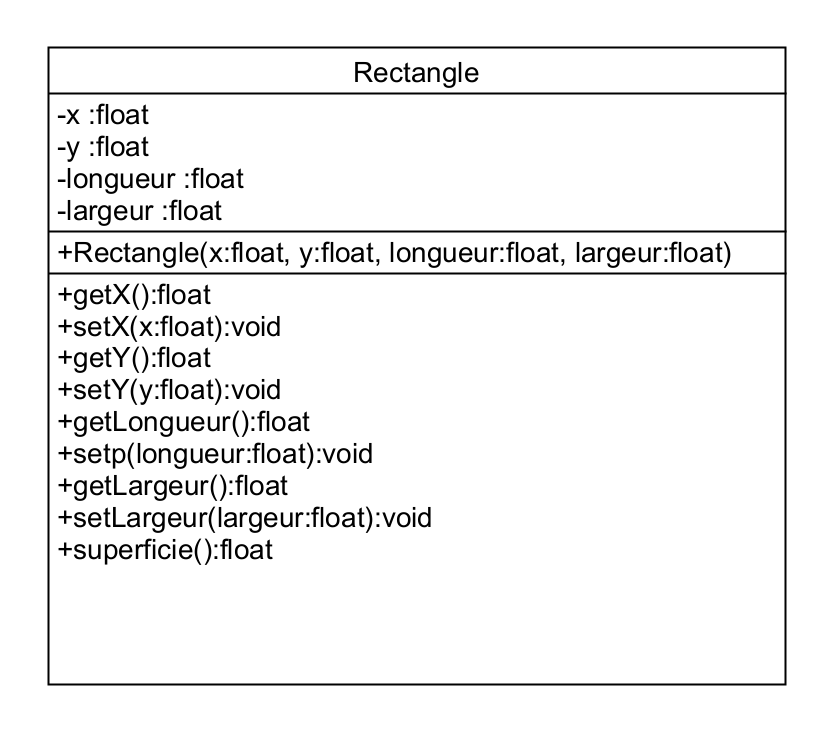 Rectangle
-x :float
-y :float
-longueur :float
-largeur :float
+Rectangle(x:float, y:float, longueur:float, largeur:float)
+getX():float
+setX(x:float):void
+getY():float
+setY(y:float):void
+getLongueur():float
+setp(longueur:float):void
+getLargeur():float
+setLargeur(largeur:float):void
+superficie():float